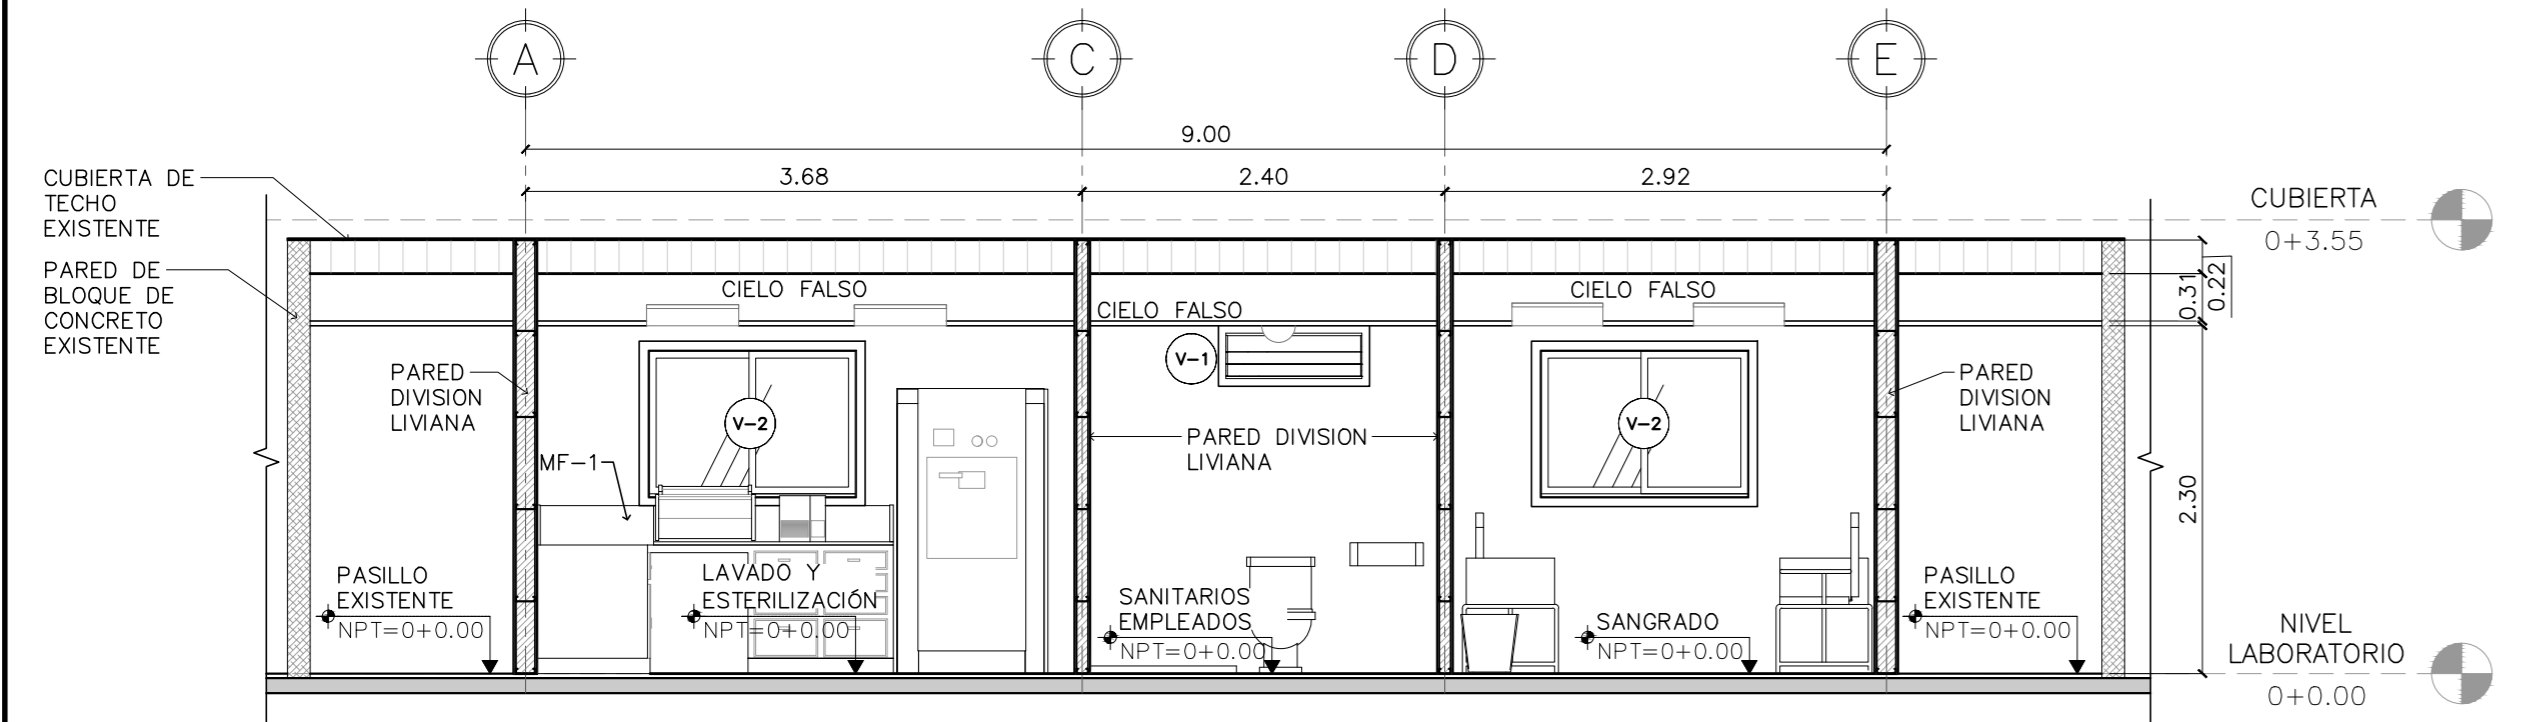 A
C
D
E
9.00
3.68
2.40
2.92
CUBIERTA DE
TECHO
EXISTENTE
PARED DE
BLOQUE DE
CONCRETO
EXISTENTE
CUBIERTA
0+3.55
0.31
0.22
2.30
CIELO FALSO
CIELO FALSO
CIELO FALSO
PARED
DIVISION
LIVIANA
V-2
V-1
V-2
PARED
DIVISION
LIVIANA
MF-1
PARED DIVISION
LIVIANA
PASILLO
EXISTENTE
NPT=0+0.00
LAVADO Y
ESTERILIZACIÓN
NPT=0+0.00
SANITARIOS
EMPLEADOS
NPT=0+0.00
SANGRADO
NPT=0+0.00
PASILLO
EXISTENTE
NPT=0+0.00
NIVEL
LABORATORIO
0+0.00